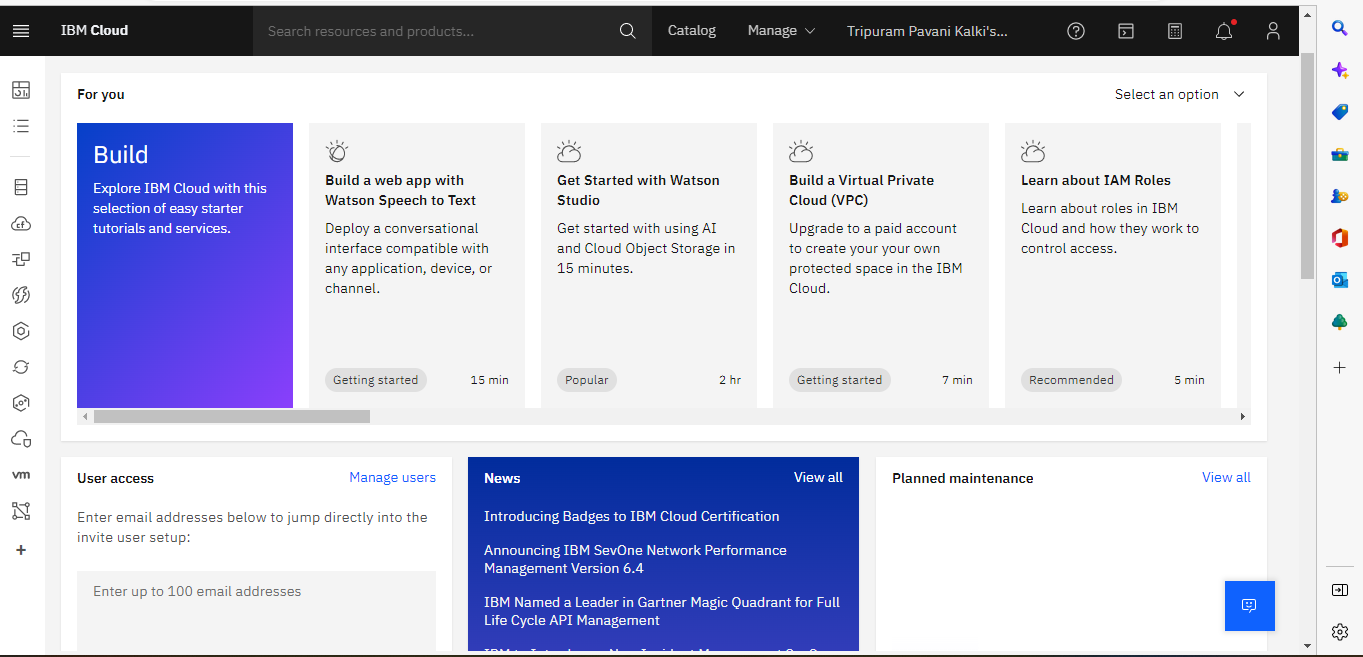 IBM Cloud
Search resources and products...
Catalog
Manage
Tripuram Pavani Kalki's...
For you
Select an option
Build
Explore IBM Cloud with this
selection of easy starter
tutorials and services.
Build a web app with
Watson Speech to Text
Deploy a conversational
interface compatible with
any application, device, or
channel.
Getting started
15 min
Get Started with Watson
Studio
Get started with using AI
and Cloud Object Storage in
15 minutes.
Popular
2 hr
Build a Virtual Private
Cloud (VPC)
Upgrade to a paid account
to create your your own
protected space in the IBM
Cloud.
Getting started
7 min
Learn about IAM Roles
Learn about roles in IBM
Cloud and how they work to
control access.
Recommended
5 min
cf
vm
User access
Manage users
Enter email addresses below to jump directly into the
invite user setup:
Enter up to 100 email addresses
News
View all
Introducing Badges to IBM Cloud Certification
Announcing IBM SevOne Network Performance
Management Version 6.4
IBM Named a Leader in Gartner Magic Quadrant for Full
Life Cycle API Management
Planned maintenance
View all